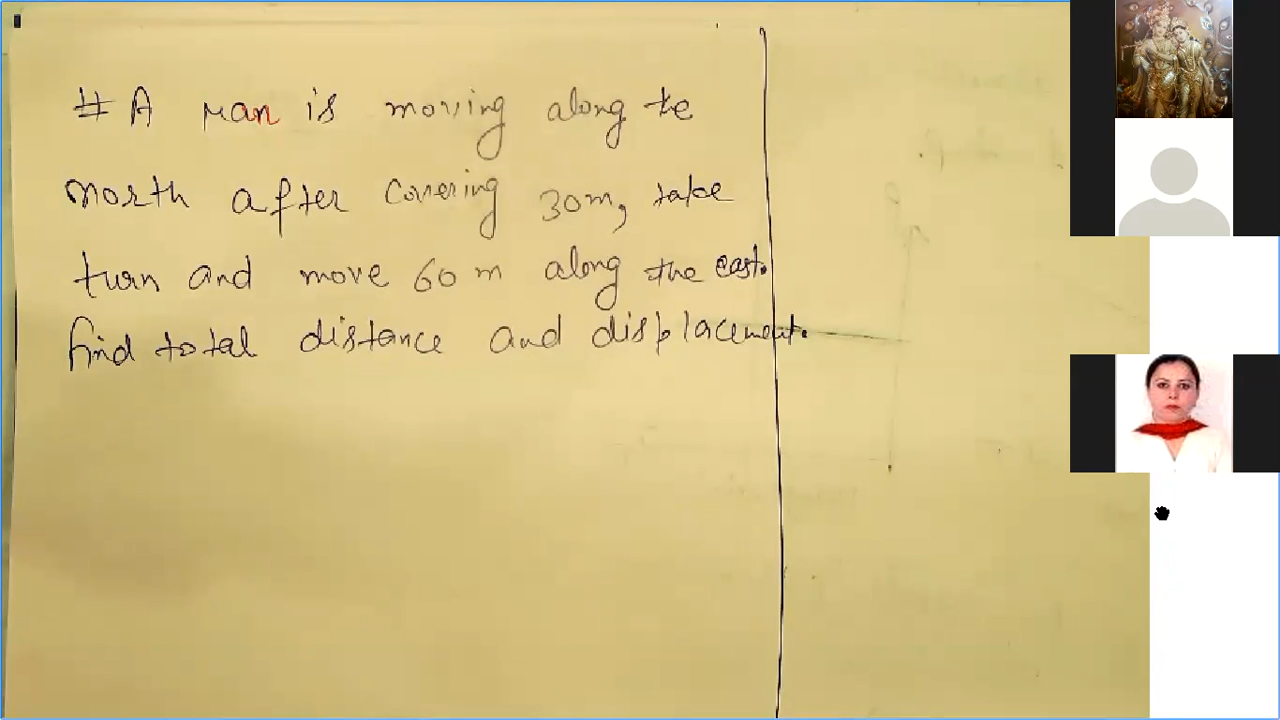 # A man is moving along the
north after covering 30m, take
turn and move 60 m along the east.
find total distance and displacement.